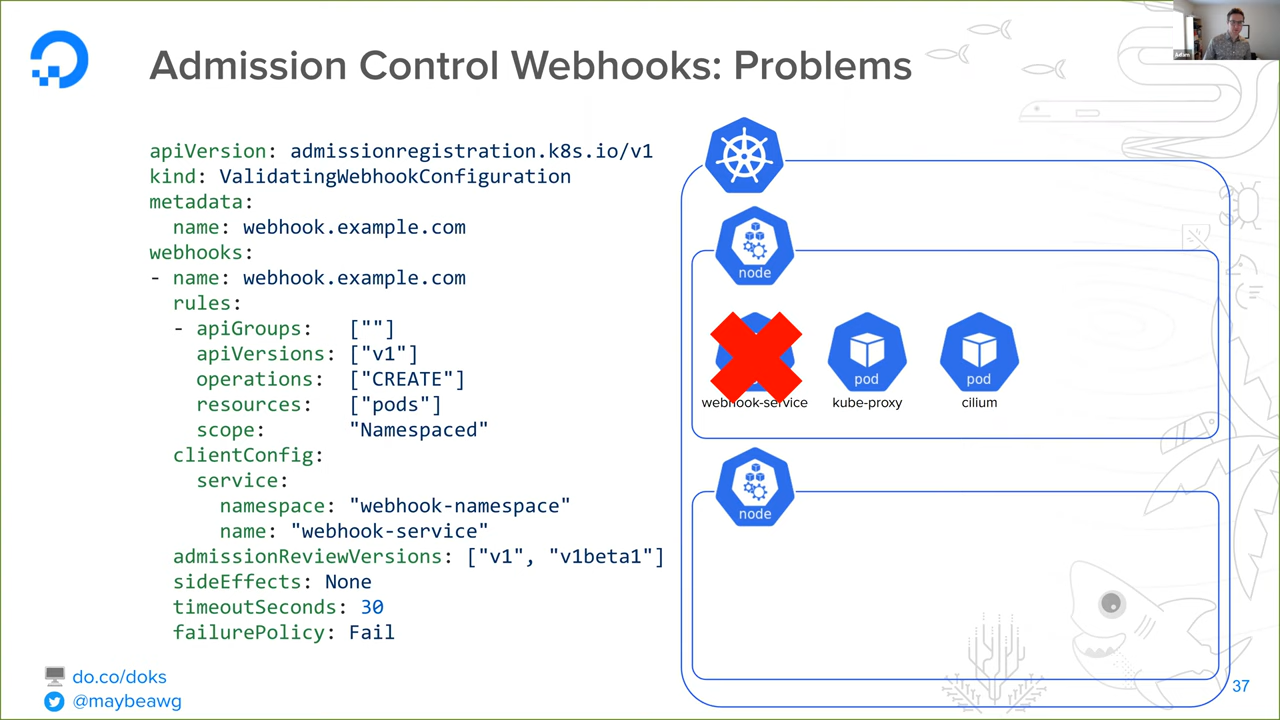 Admission Control Webhooks: Problems
Adam
apiVersion: admissionregistration.k8s.io/v1
kind: ValidatingWebhookConfiguration
metadata:
  name: webhook.example.com
webhooks:
- name: webhook.example.com
  rules:
  - apiGroups:   [""]
    apiVersions: ["v1"]
    operations:  ["CREATE"]
    resources:   ["pods"]
    scope:       "Namespaced"
  clientConfig:
    service:
      namespace: "webhook-namespace"
      name: "webhook-service"
  admissionReviewVersions: ["v1", "v1beta1"]
  sideEffects: None
  timeoutSeconds: 30
  failurePolicy: Fail
node
pod
pod
webhook-service
kube-proxy
cilium
node
do.co/doks
@maybeawg
37